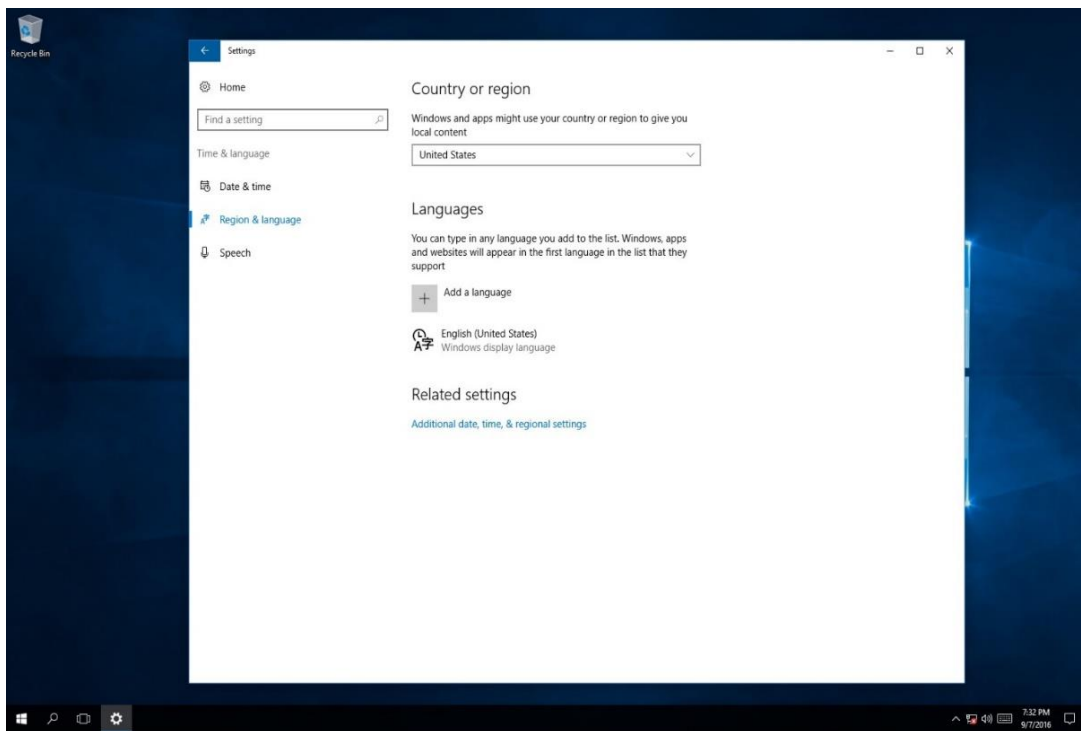 Recycle Bin
Settings
Home
Find a setting
Time & language
Date & time
Region & language
Speech
Country or region
Windows and apps might use your country or region to give you
local content
United States
Languages
You can type in any language you add to the list. Windows, apps
and websites will appear in the first language in the list that they
support
Add a language
English (United States)
Windows display language
Related settings
Additional date, time, & regional settings
7:32 PM
9/7/2016